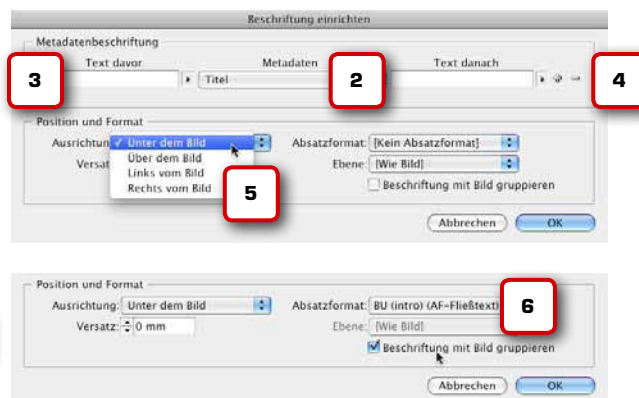 Beschriftung einrichten
Metadatenbeschriftung
Text davor Metadaten Text danach
3 Titel 2 4
Position und Format
Ausrichtun Unter dem Bild Absatzformat: [Kein Absatzformat]
Über dem Bild
Versat Ebene: [Wie Bild]
Links vom Bild
Rechts vom Bild
5
Beschriftung mit Bild gruppieren
Abbrechen OK
Position und Format
Ausrichtung: Unter dem Bild Absatzformat: BU (intro) (AF-Fließtext) 6
Versatz: 0 mm Ebene: [Wie Bild]
Beschriftung mit Bild gruppieren
Abbrechen OK